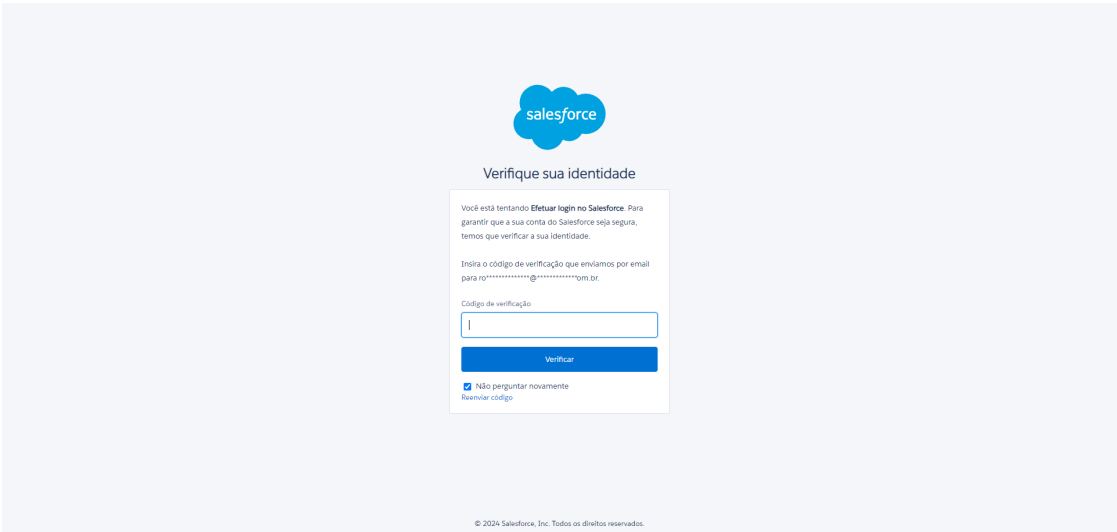 salesforce
Verifique sua identidade
Você está tentando Efetuar login no Salesforce. Para
garantir que a sua conta do Salesforce seja segura,
temos que verificar a sua identidade.
Insira o código de verificação que enviamos por email
para ro**************@*************om.br.
Código de verificação
Verificar
Não perguntar novamente
Reenviar código
© 2024 Salesforce, Inc. Todos os direitos reservados.